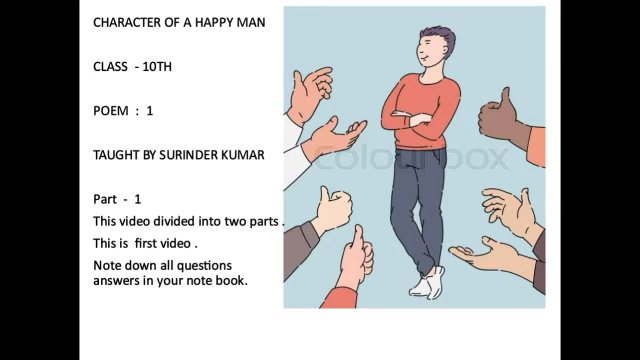 CHARACTER OF A HAPPY MAN
CLASS - 10TH
POEM : 1
TAUGHT BY SURINDER KUMAR
Part - 1
This video divided into two parts .
This is first video .
Note down all questions
answers in your note book.
colourbox